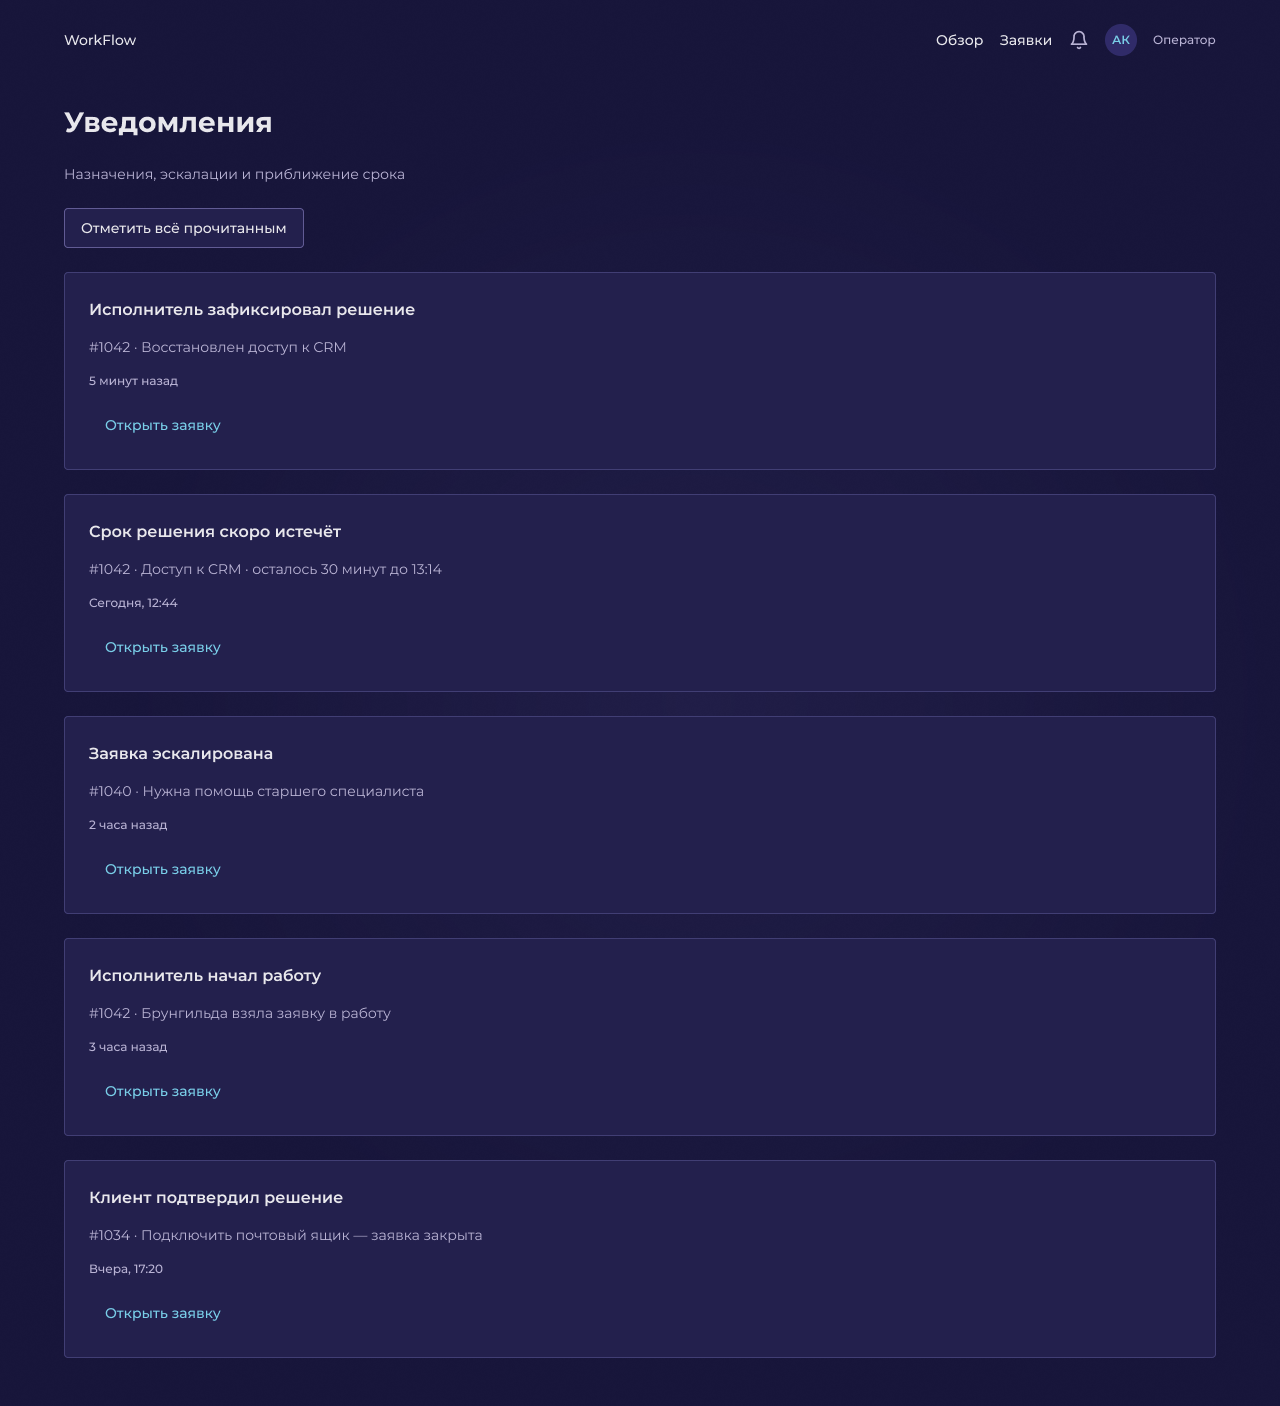 WorkFlow
Обзор Заявки АК Оператор
Уведомления
Назначения, эскалации и приближение срока
Отметить всё прочитанным
Исполнитель зафиксировал решение
#1042 · Восстановлен доступ к CRM
5 минут назад
Открыть заявку
Срок решения скоро истечёт
#1042 · Доступ к CRM · осталось 30 минут до 13:14
Сегодня, 12:44
Открыть заявку
Заявка эскалирована
#1040 · Нужна помощь старшего специалиста
2 часа назад
Открыть заявку
Исполнитель начал работу
#1042 · Брунгильда взяла заявку в работу
3 часа назад
Открыть заявку
Клиент подтвердил решение
#1034 · Подключить почтовый ящик — заявка закрыта
Вчера, 17:20
Открыть заявку